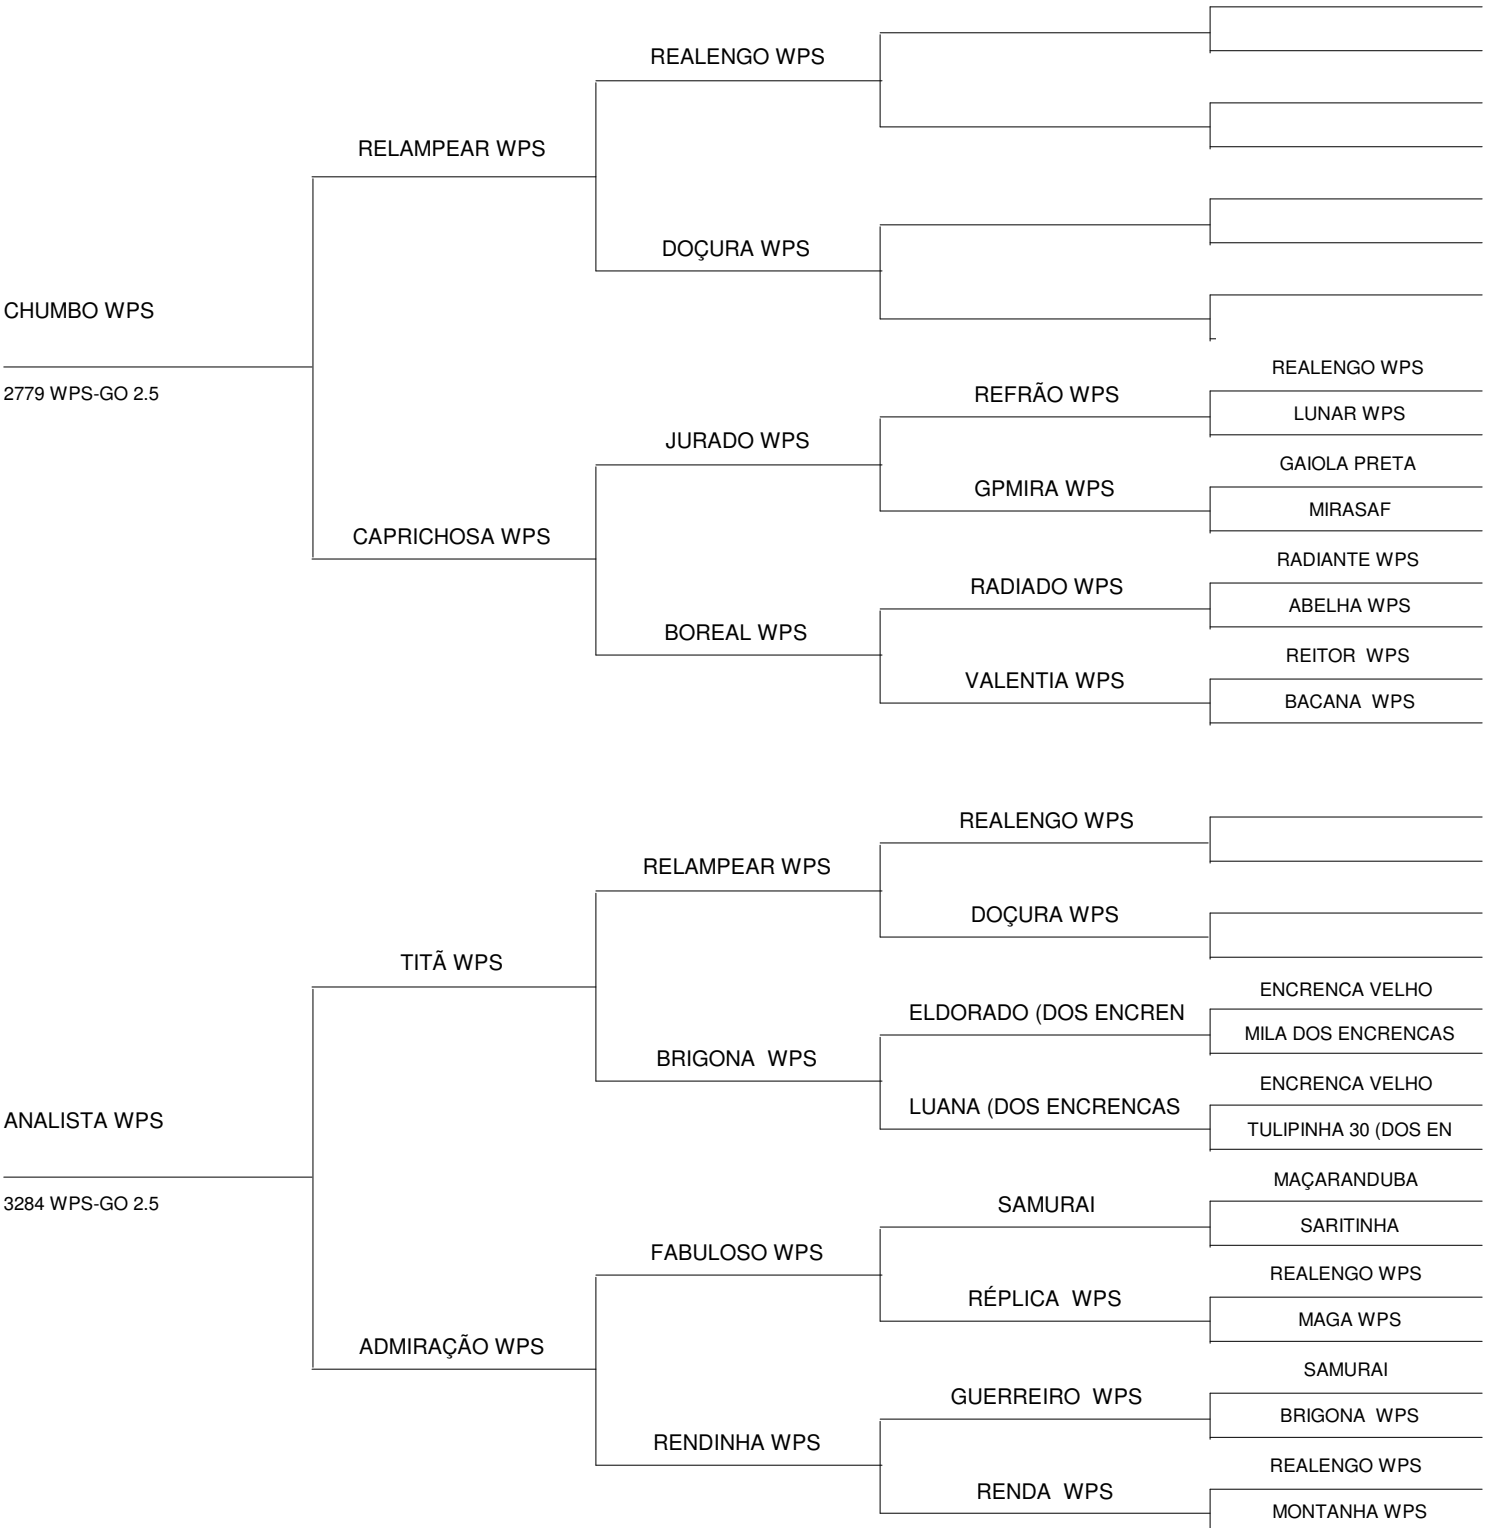 REALENGO WPS
RELAMPEAR WPS
DOÇURA WPS
CHUMBO WPS
2779 WPS-GO 2.5
REALENGO WPS
REFRÃO WPS
LUNAR WPS
JURADO WPS
GAIOLA PRETA
GPMIRA WPS
MIRASAF
CAPRICHOSA WPS
RADIANTE WPS
RADIADO WPS
ABELHA WPS
BOREAL WPS
REITOR WPS
VALENTIA WPS
BACANA WPS
REALENGO WPS
RELAMPEAR WPS
DOÇURA WPS
TITÃ WPS
ENCRENCA VELHO
ELDORADO (DOS ENCREN
MILA DOS ENCRENCAS
BRIGONA WPS
ENCRENCA VELHO
LUANA (DOS ENCRENCAS
TULIPINHA 30 (DOS EN
ANALISTA WPS
3284 WPS-GO 2.5
MAÇARANDUBA
SAMURAI
SARITINHA
FABULOSO WPS
REALENGO WPS
RÉPLICA WPS
MAGA WPS
ADMIRAÇÃO WPS
SAMURAI
GUERREIRO WPS
BRIGONA WPS
RENDINHA WPS
REALENGO WPS
RENDA WPS
MONTANHA WPS